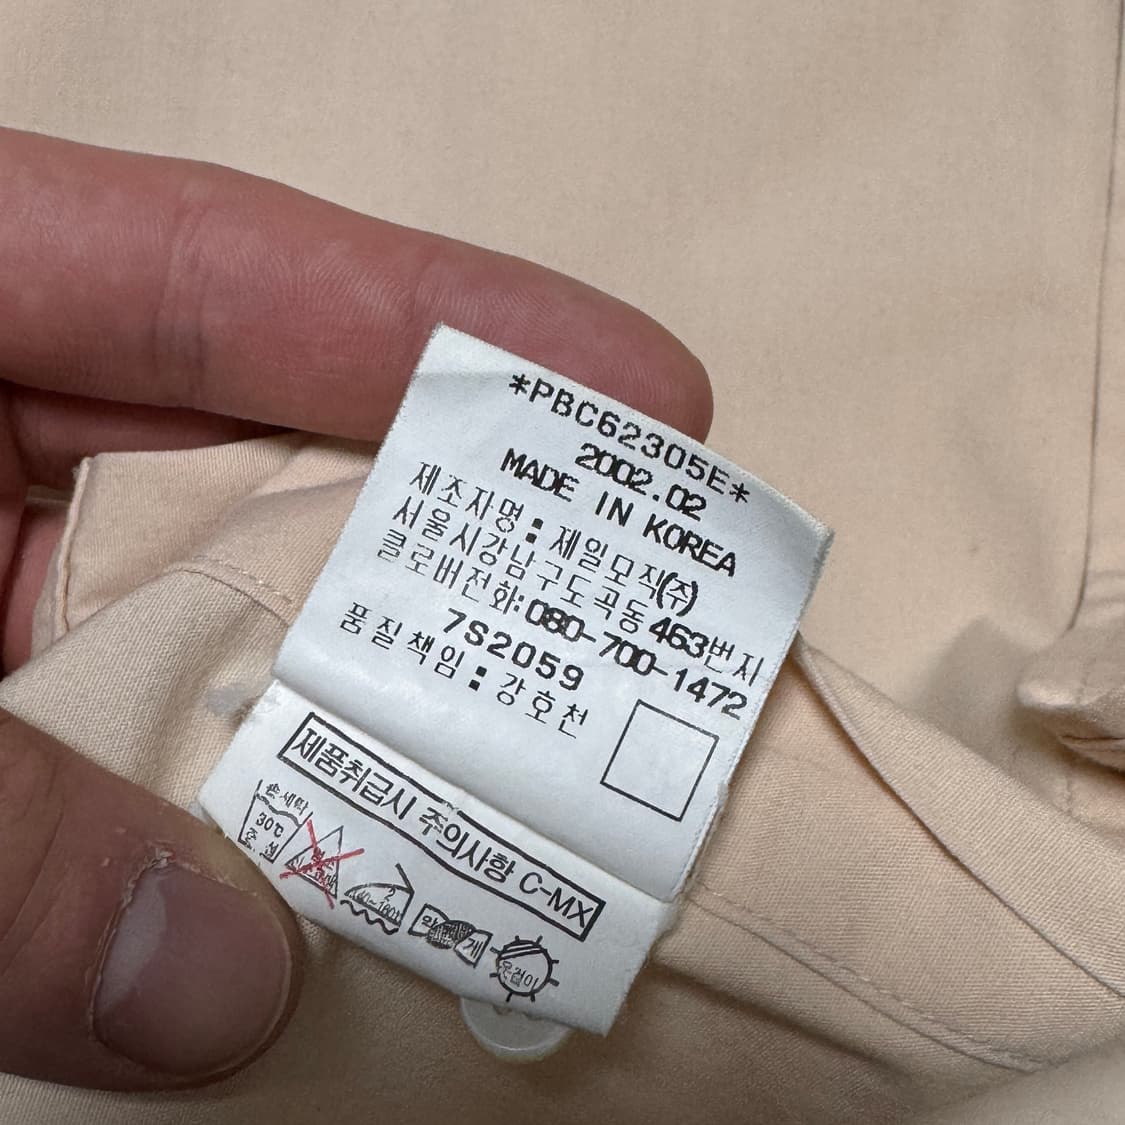 *PBC62305E*
2002.02
MADE IN KOREA
제조자명:제일모직(주)
서울시강남구도곡동463번지
클로버전화:080-700-1472
7S2059
품질책임:강호천
제품취급시 주의사항 C-MX
손세탁
30℃
중성
옷걸이